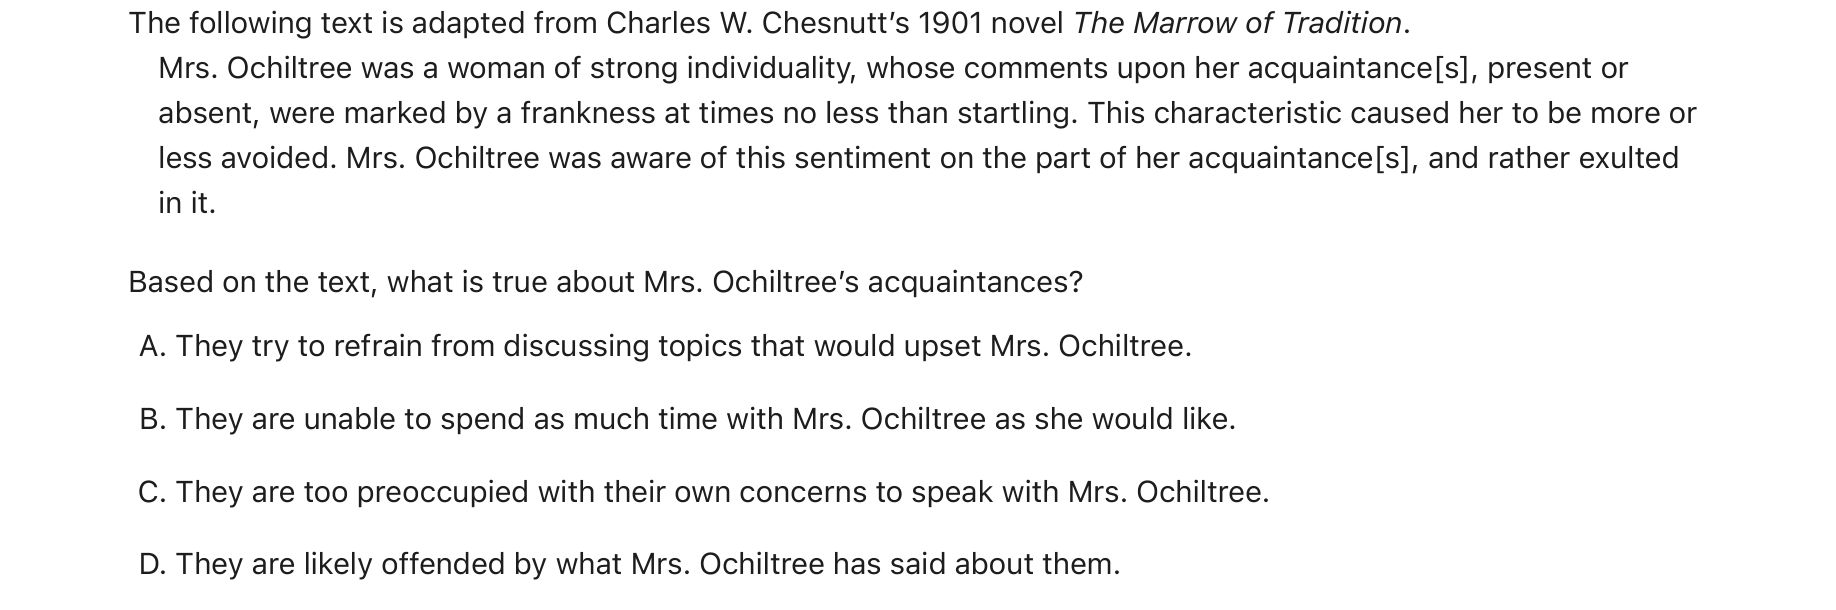 The following text is adapted from Charles W. Chesnutt’s 1901 novel The Marrow of Tradition.
Mrs. Ochiltree was a woman of strong individuality, whose comments upon her acquaintance[s], present or
absent, were marked by a frankness at times no less than startling. This characteristic caused her to be more or
less avoided. Mrs. Ochiltree was aware of this sentiment on the part of her acquaintance[s], and rather exulted
in it.
Based on the text, what is true about Mrs. Ochiltree’s acquaintances?
A. They try to refrain from discussing topics that would upset Mrs. Ochiltree.
B. They are unable to spend as much time with Mrs. Ochiltree as she would like.
C. They are too preoccupied with their own concerns to speak with Mrs. Ochiltree.
D. They are likely offended by what Mrs. Ochiltree has said about them.